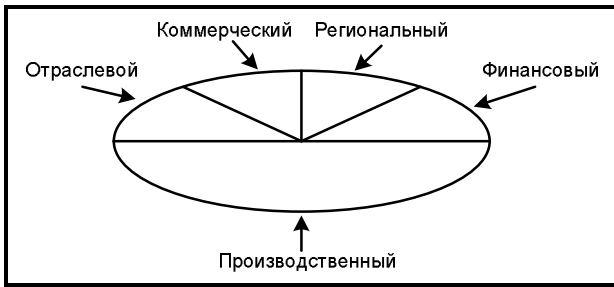 Коммерческий Региональный
Отраслевой Финансовый
Производственный